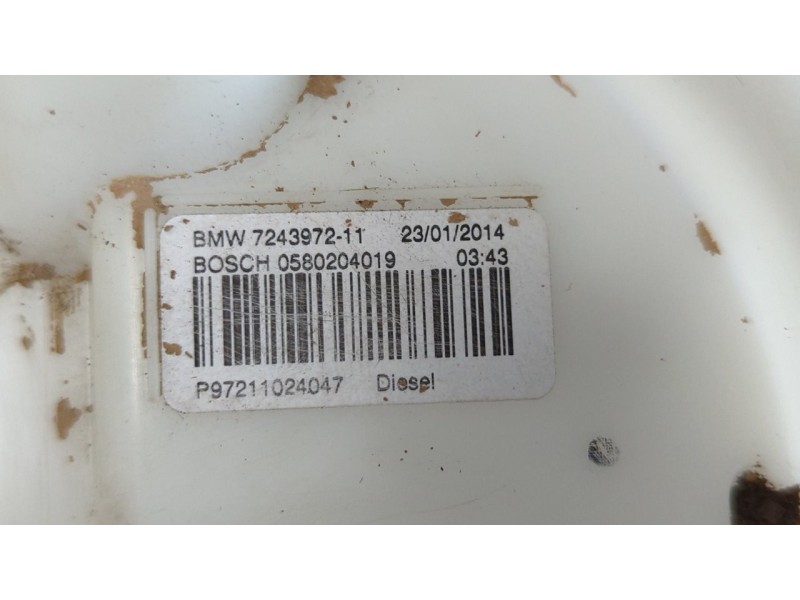 BMW 7243972-11 23/01/2014
BOSCH 0580204019 03:43
P97211024047 Diesel